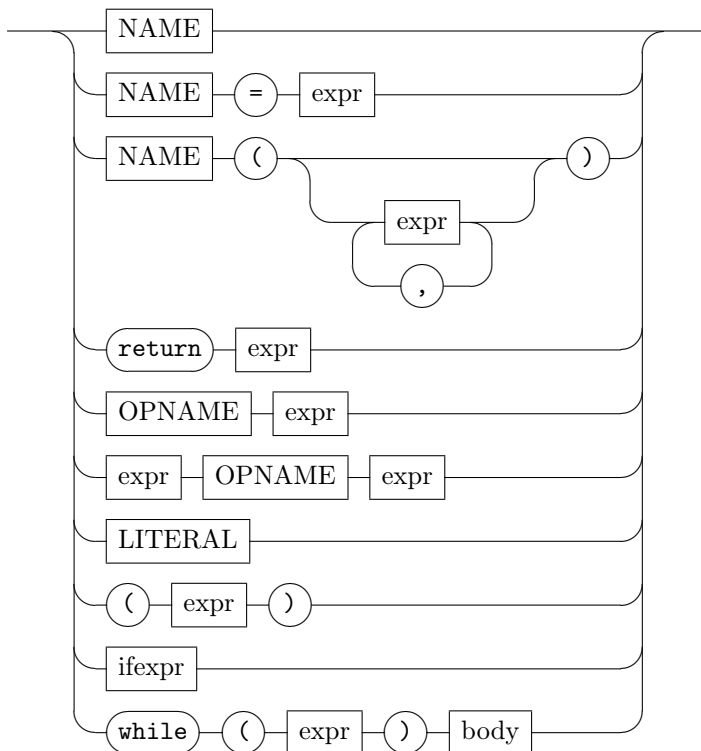 NAME
NAME = expr
NAME ( )
expr
,
return expr
OPNAME expr
expr OPNAME expr
LITERAL
( expr )
ifexpr
while ( expr ) body